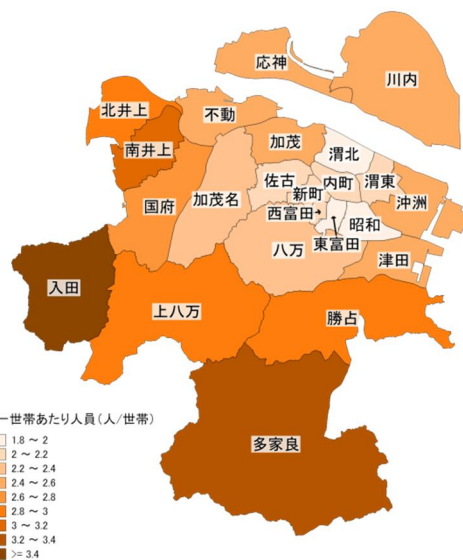 応神
川内
北井上
不動
南井上
加茂
渭北
国府
加茂名
佐古
内町
渭東
新町
沖洲
西富田
昭和
東富田
八万
津田
入田
上八万
勝占
多家良
一世帯あたり人員(人/世帯)
1.8 ～ 2
2 ～ 2.2
2.2 ～ 2.4
2.4 ～ 2.6
2.6 ～ 2.8
2.8 ～ 3
3 ～ 3.2
3.2 ～ 3.4
>= 3.4